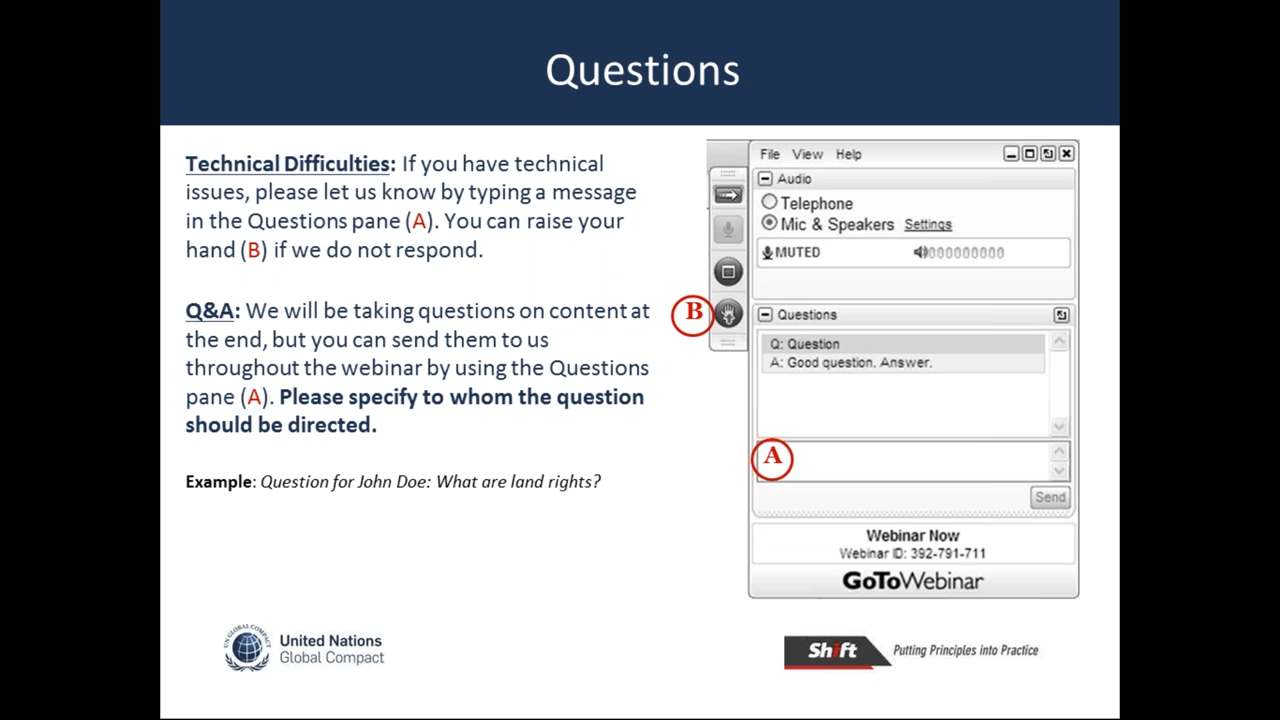 Questions
Technical Difficulties: If you have technical
issues, please let us know by typing a message
in the Questions pane (A). You can raise your
hand (B) if we do not respond.
Q&A: We will be taking questions on content at
the end, but you can send them to us
throughout the webinar by using the Questions
pane (A). Please specify to whom the question
should be directed.
Example: Question for John Doe: What are land rights?
File View Help
Audio
Telephone
Mic & Speakers Settings
MUTED 000000000
B
Questions
Q: Question
A: Good question. Answer.
A
Send
Webinar Now
Webinar ID: 392-791-711
GoToWebinar
UN GLOBAL COMPACT
United Nations
Global Compact
Shift Putting Principles into Practice